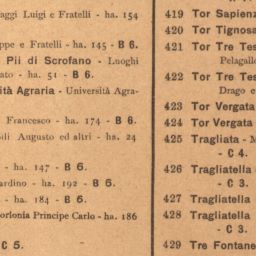 aggi Luigi e Fratelli - ha. 154
ppe e Fratelli - ha. 145 - B 6.
Pii di Scrofano - Luoghi
ato - ha. 51 - B 6.
ità Agraria - Università Agra-
Francesco - ha. 174 - B 6.
oli Augusto ed altri - ha. 24
- ha. 147 - B 6.
ardino - ha. 192 - B 6.
- ha. 184 - B 6.
orlonia Principe Carlo - ha. 186
C 5.
419 Tor Sapienz
420 Tor Tignosa
421 Tor Tre Tes
Pelagall
422 Tor Tre Tes
Drago e
423 Tor Vergata
424 Tor Vergata
425 Tragliata - M
- C 4.
426 Tragliatella
- C 3.
427 Tragliatella
428 Tragliatella
- C 3.
429 Tre Fontane